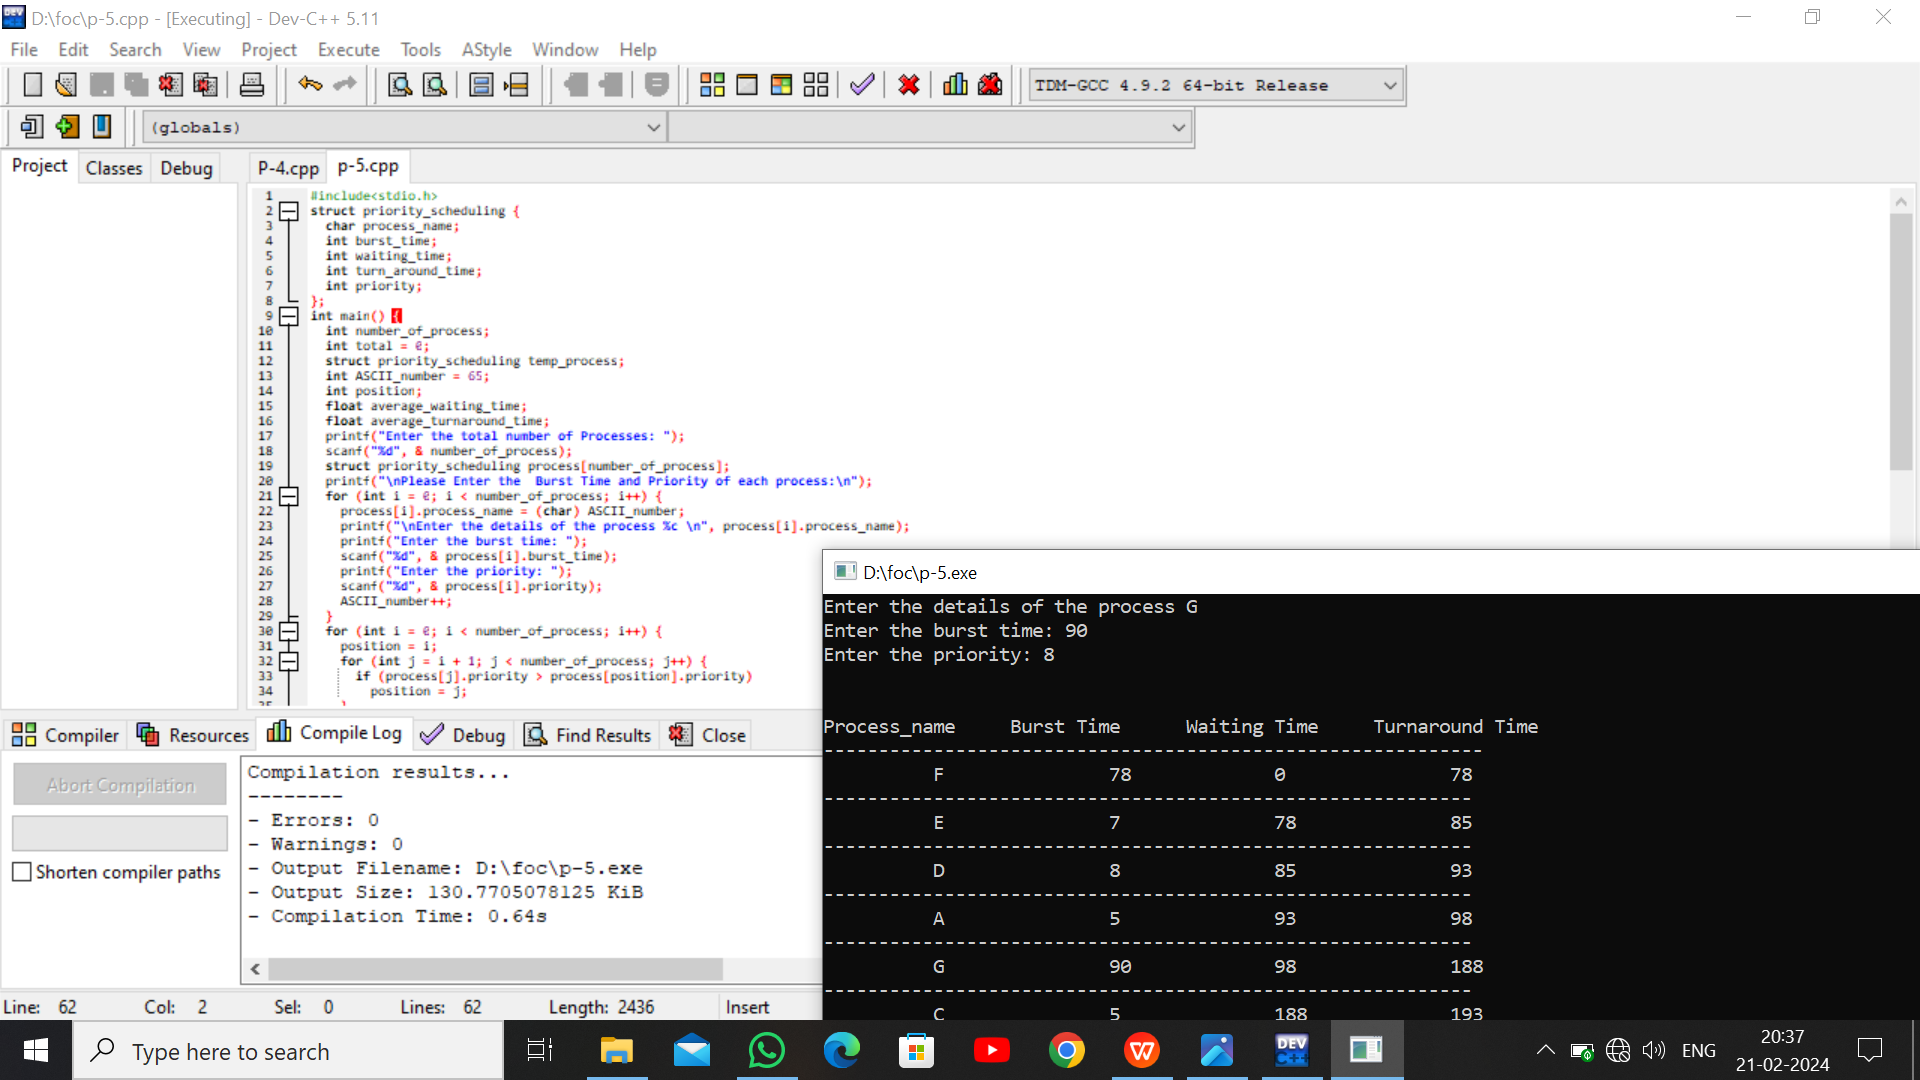 D:\foc\p-5.cpp - [Executing] - Dev-C++ 5.11
File Edit Search View Project Execute Tools AStyle Window Help
TDM-GCC 4.9.2 64-bit Release
(globals)
Project Classes Debug P-4.cpp p-5.cpp
1 #include<stdio.h>
2 struct priority_scheduling {
3 char process_name;
4 int burst_time;
5 int waiting_time;
6 int turn_around_time;
7 int priority;
8 };
9 int main() {
10 int number_of_process;
11 int total = 0;
12 struct priority_scheduling temp_process;
13 int ASCII_number = 65;
14 int position;
15 float average_waiting_time;
16 float average_turnaround_time;
17 printf("Enter the total number of Processes: ");
18 scanf("%d", & number_of_process);
19 struct priority_scheduling process[number_of_process];
20 printf("\nPlease Enter the  Burst Time and Priority of each process:\n");
21 for (int i = 0; i < number_of_process; i++) {
22 process[i].process_name = (char) ASCII_number;
23 printf("\nEnter the details of the process %c \n", process[i].process_name);
24 printf("Enter the burst time: ");
25 scanf("%d", & process[i].burst_time);
26 printf("Enter the priority: ");
27 scanf("%d", & process[i].priority);
28 ASCII_number++;
29 }
30 for (int i = 0; i < number_of_process; i++) {
31 position = i;
32 for (int j = i + 1; j < number_of_process; j++) {
33 if (process[j].priority > process[position].priority)
34 position = j;
35 }
D:\foc\p-5.exe
Enter the details of the process G
Enter the burst time: 90
Enter the priority: 8
Process_name Burst Time Waiting Time Turnaround Time
------------------------------------------------------------
F 78 0 78
-----------------------------------------------------------
E 7 78 85
-----------------------------------------------------------
D 8 85 93
-----------------------------------------------------------
A 5 93 98
-----------------------------------------------------------
G 90 98 188
-----------------------------------------------------------
C 5 188 193
Compiler Resources Compile Log Debug Find Results Close
Abort Compilation
Shorten compiler paths
Compilation results...
--------
- Errors: 0
- Warnings: 0
- Output Filename: D:\foc\p-5.exe
- Output Size: 130.7705078125 KiB
- Compilation Time: 0.64s
Line: 62 Col: 2 Sel: 0 Lines: 62 Length: 2436 Insert
Type here to search
DEV C++
ENG
20:37
21-02-2024